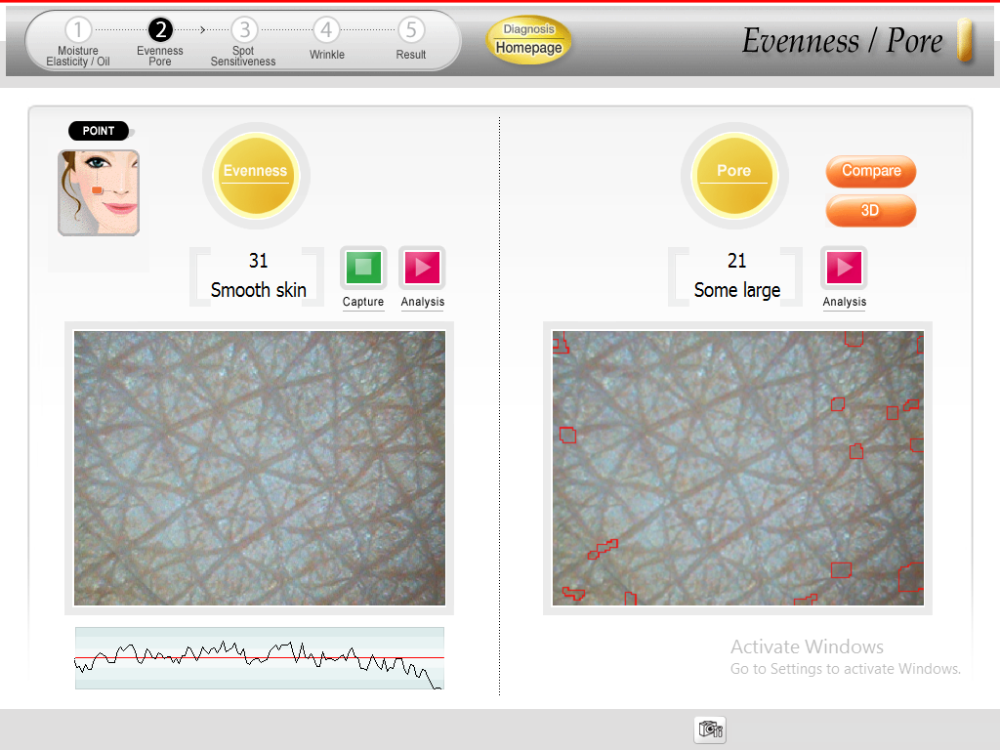 1
2
3
4
5
Moisture
Elasticity / Oil
Evenness
Pore
Spot
Sensitiveness
Wrinkle
Result
Diagnosis
Homepage
Evenness / Pore
POINT
Evenness
31
Smooth skin
Capture
Analysis
Pore
Compare
3D
21
Some large
Analysis
Activate Windows
Go to Settings to activate Windows.